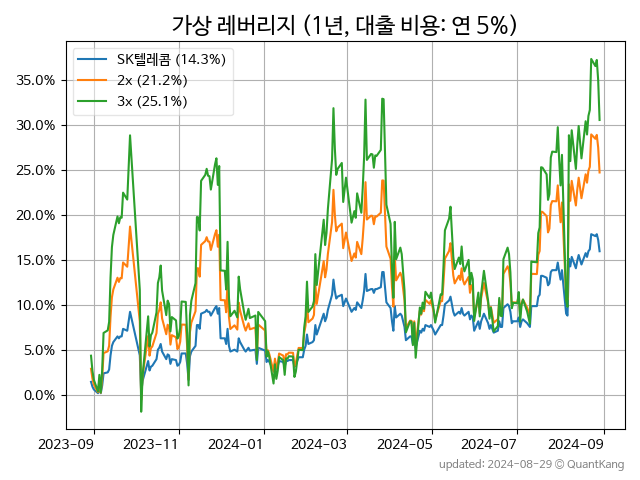 가상 레버리지 (1년, 대출 비용: 연 5%)
SK텔레콤 (14.3%)
2x (21.2%)
3x (25.1%)
35.0%
30.0%
25.0%
20.0%
15.0%
10.0%
5.0%
0.0%
2023-09 2023-11 2024-01 2024-03 2024-05 2024-07 2024-09
updated: 2024-08-29 © QuantKang